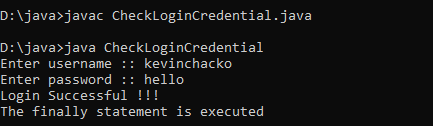 D:\java>javac CheckLoginCredential.java
D:\java>java CheckLoginCredential
Enter username :: kevinchacko
Enter password :: hello
Login Successful !!!
The finally statement is executed